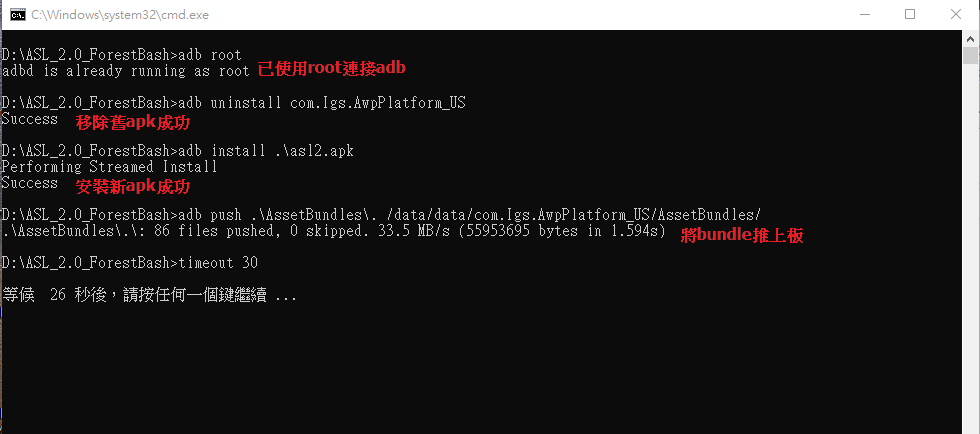 C:\Windows\system32\cmd.exe
D:\ASL_2.0_ForestBash>adb root
adbd is already running as root 已使用root連接adb
D:\ASL_2.0_ForestBash>adb uninstall com.Igs.AwpPlatform_US
Success 移除舊apk成功
D:\ASL_2.0_ForestBash>adb install .\asl2.apk
Performing Streamed Install
Success 安裝新apk成功
D:\ASL_2.0_ForestBash>adb push .\AssetBundles\. /data/data/com.Igs.AwpPlatform_US/AssetBundles/
.\AssetBundles\.\: 86 files pushed, 0 skipped. 33.5 MB/s (55953695 bytes in 1.594s) 將bundle推上板
D:\ASL_2.0_ForestBash>timeout 30
等候 26 秒後，請按任何一個鍵繼續 ...